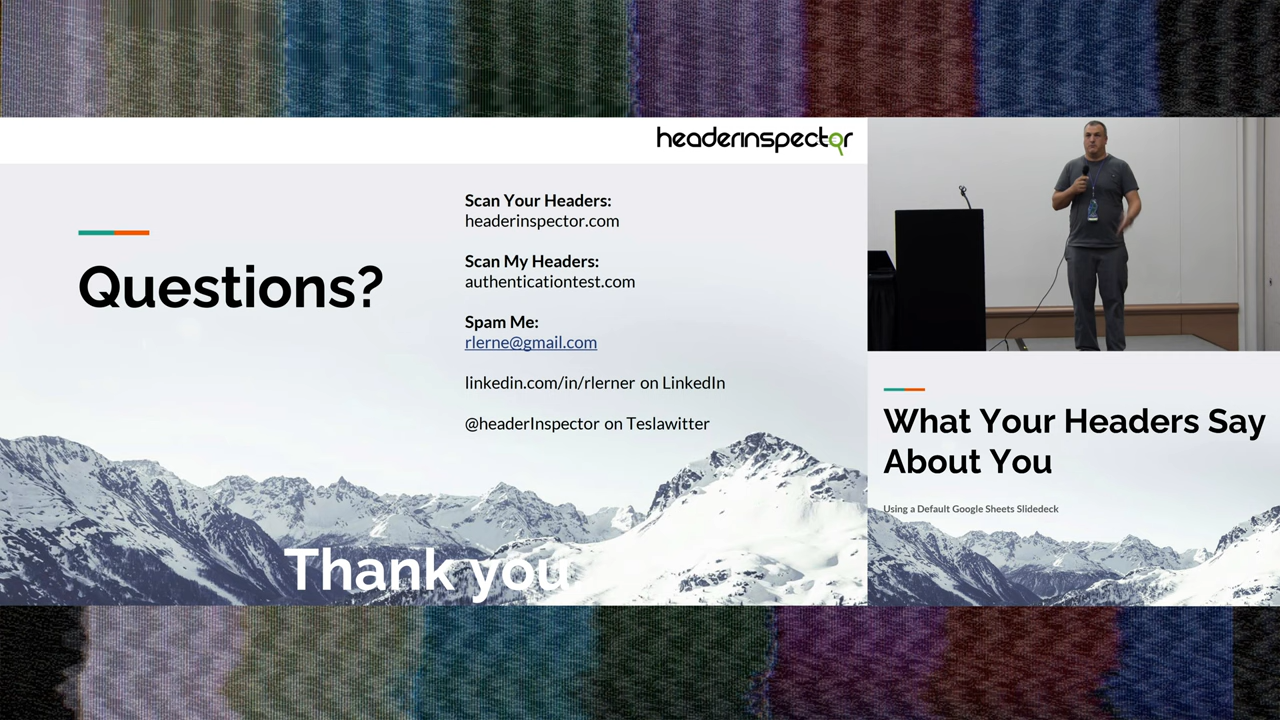 headerinspector
Questions?
Scan Your Headers:
headerinspector.com
Scan My Headers:
authenticationtest.com
Spam Me:
rlerne@gmail.com
linkedin.com/in/rlerner on LinkedIn
@headerInspector on Teslawitter
Thank you
What Your Headers Say
About You
Using a Default Google Sheets Slidedeck